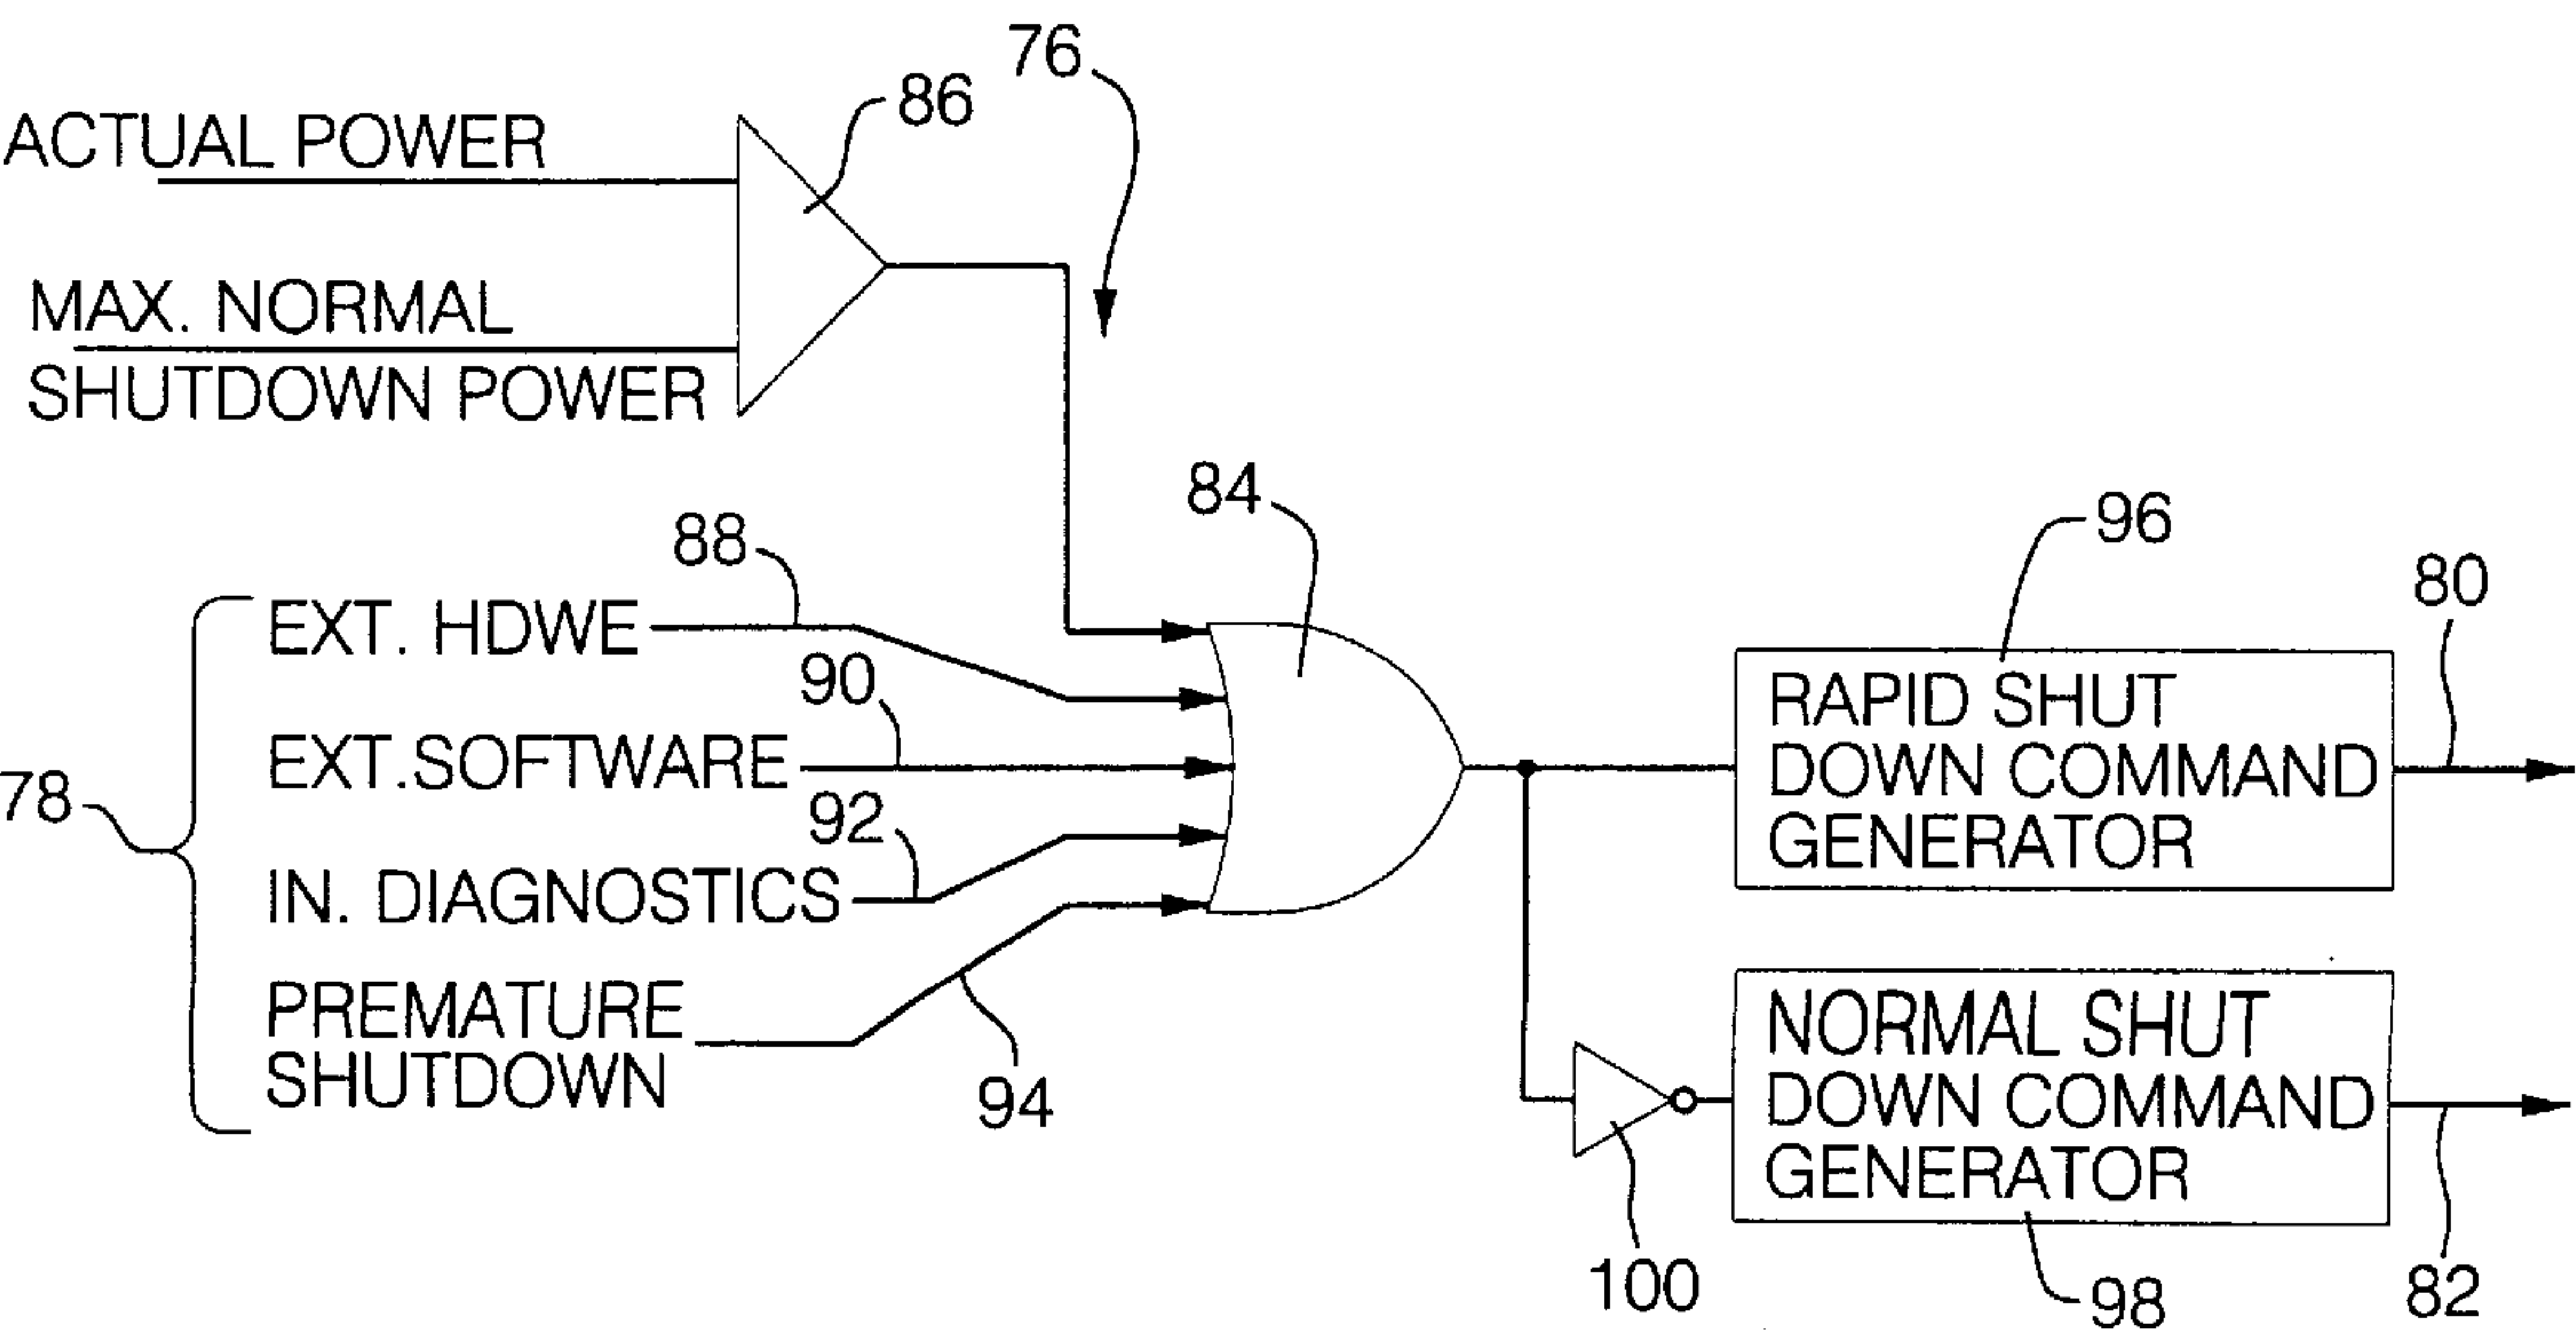 76
86
ACTUAL POWER
MAX. NORMAL
SHUTDOWN POWER
84
88
96
80
EXT. HDWE
90
RAPID SHUT
DOWN COMMAND
GENERATOR
EXT.SOFTWARE
78
92
IN. DIAGNOSTICS
PREMATURE
SHUTDOWN
94
NORMAL SHUT
DOWN COMMAND
GENERATOR
100
98
82